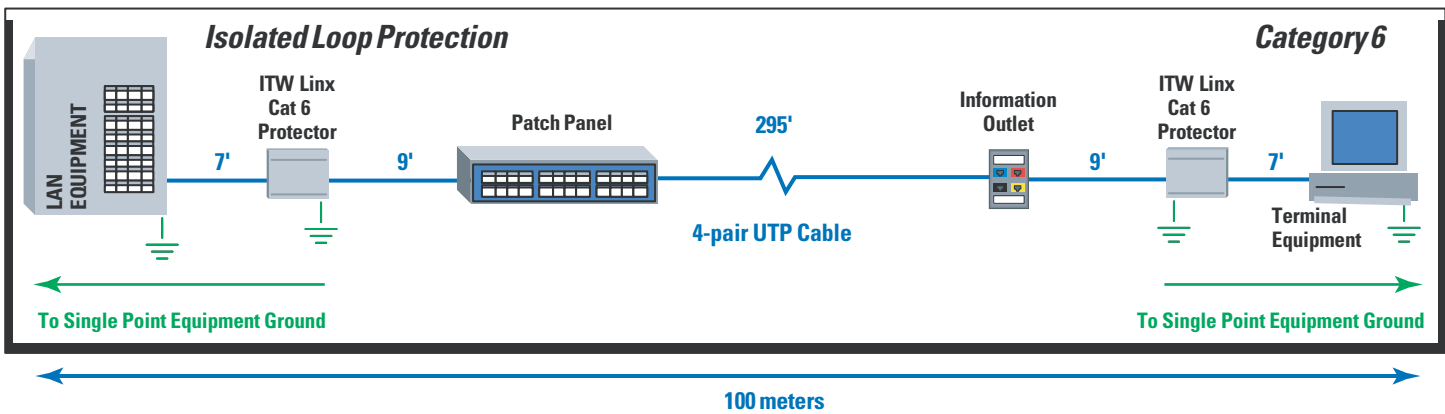 Isolated Loop Protection
Category 6
LAN
EQUIPMENT
7'
ITW Linx
Cat 6
Protector
9'
Patch Panel
295'
4-pair UTP Cable
Information
Outlet
9'
ITW Linx
Cat 6
Protector
7'
Terminal
Equipment
To Single Point Equipment Ground
To Single Point Equipment Ground
100 meters